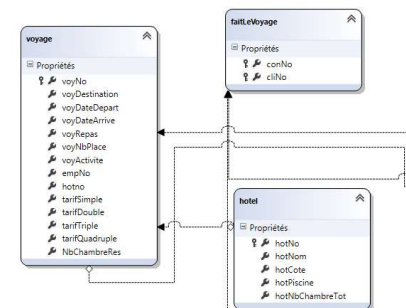 voyage
Propriétés
voyNo
voyDestination
voyDateDepart
voyDateArrive
voyRepas
voyNbPlace
voyActivite
empNo
hotno
tarifSimple
tarifDouble
tarifTriple
tarifQuadruple
NbChambreRes
faitLeVoyage
Propriétés
conNo
cliNo
hotel
Propriétés
hotNo
hotNom
hotCote
hotPiscine
hotNbChambreTot